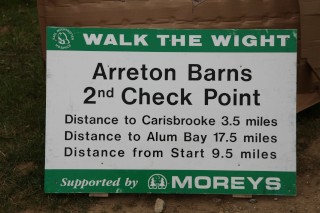 WALK THE WIGHT
Arreton Barns
2nd Check Point
Distance to Carisbrooke 3.5 miles
Distance to Alum Bay 17.5 miles
Distance from Start 9.5 miles
Supported by MOREYS